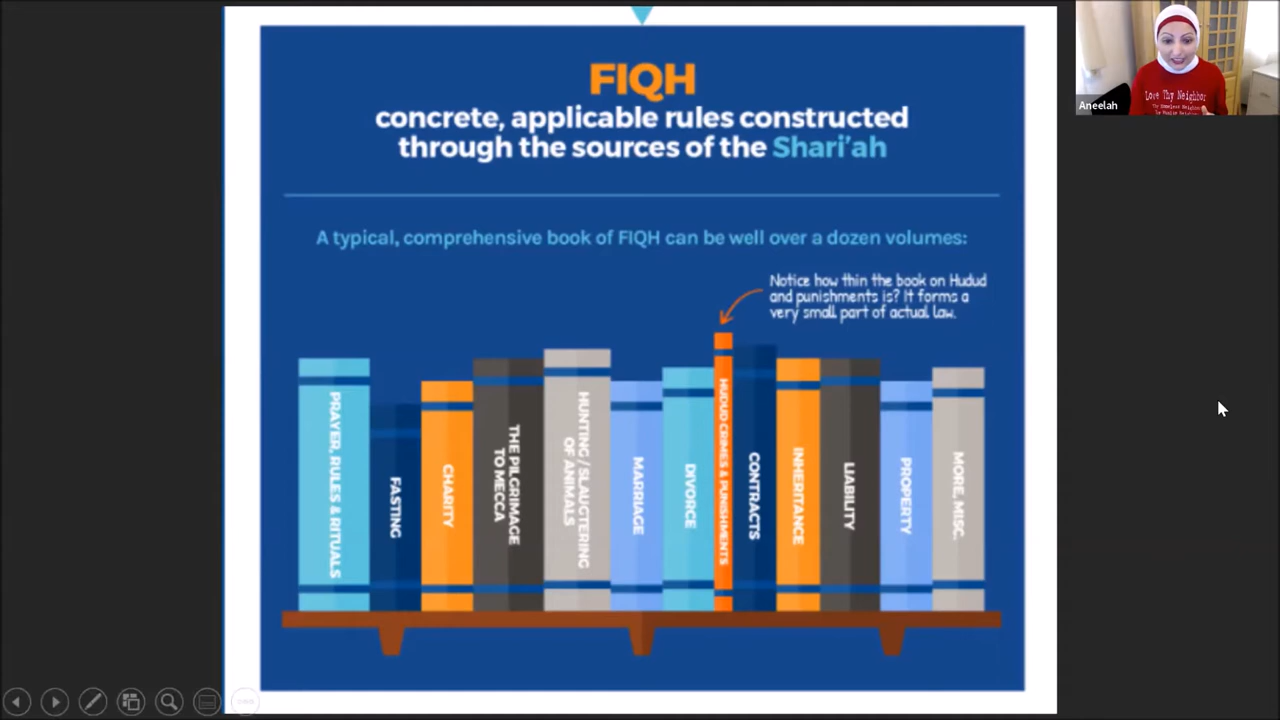 FIQH
concrete, applicable rules constructed
through the sources of the Shari'ah
A typical, comprehensive book of FIQH can be well over a dozen volumes:
Notice how thin the book on Hudud
and punishments is? It forms a
very small part of actual law.
PRAYER, RULES & RITUALS
FASTING
CHARITY
THE PILGRIMAGE
TO MECCA
HUNTING / SLAUGTERING
OF ANIMALS
MARRIAGE
DIVORCE
HUDUD CRIMES & PUNISHMENTS
CONTRACTS
INHERITANCE
LIABILITY
PROPERTY
MORE, MISC.
Aneelah
Love Thy Neighbor